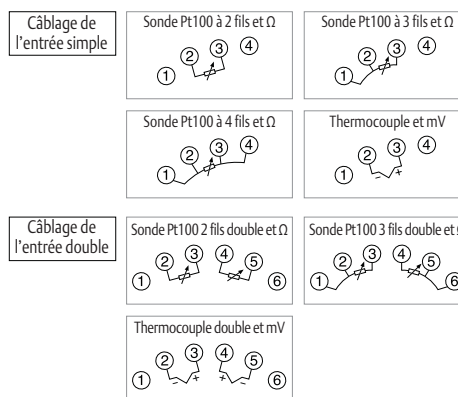 Câblage de
l'entrée simple
Sonde Pt100 à 2 fils et Ω
1 2 3 4
Sonde Pt100 à 3 fils et Ω
1 2 3 4
Sonde Pt100 à 4 fils et Ω
1 2 3 4
Thermocouple et mV
1 2 3 4
- +
Câblage de
l'entrée double
Sonde Pt100 2 fils double et Ω
1 2 3 4 5 6
Sonde Pt100 3 fils double et
1 2 3 4 5 6
Thermocouple double et mV
1 2 3 4 5 6
- + + -